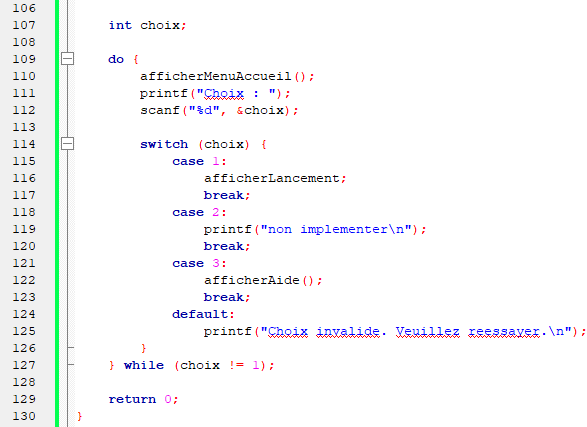 106
107 int choix;
108
109 do {
110 afficherMenuAccueil();
111 printf("Choix : ");
112 scanf("%d", &choix);
113
114 switch (choix) {
115 case 1:
116 afficherLancement;
117 break;
118 case 2:
119 printf("non implementer\n");
120 break;
121 case 3:
122 afficherAide();
123 break;
124 default:
125 printf("Choix invalide. Veuillez reessayer.\n");
126 }
127 } while (choix != 1);
128
129 return 0;
130 }